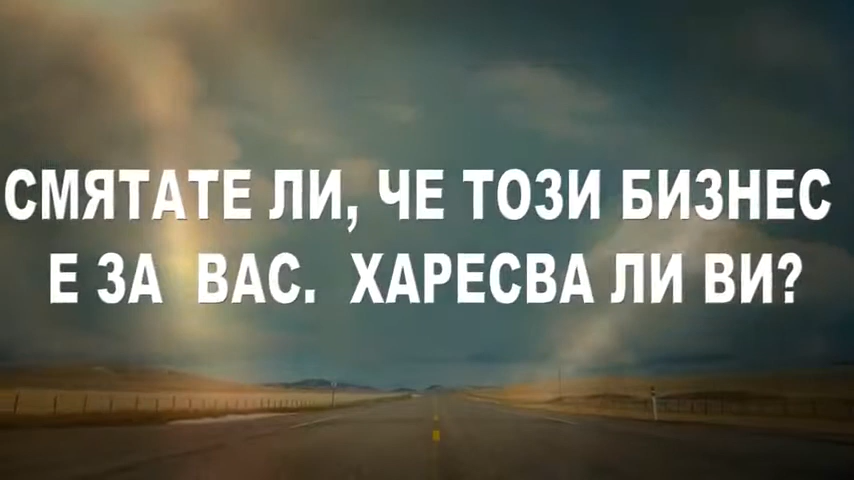 СМЯТАТЕ ЛИ, ЧЕ ТОЗИ БИЗНЕС
Е ЗА ВАС. ХАРЕСВА ЛИ ВИ?